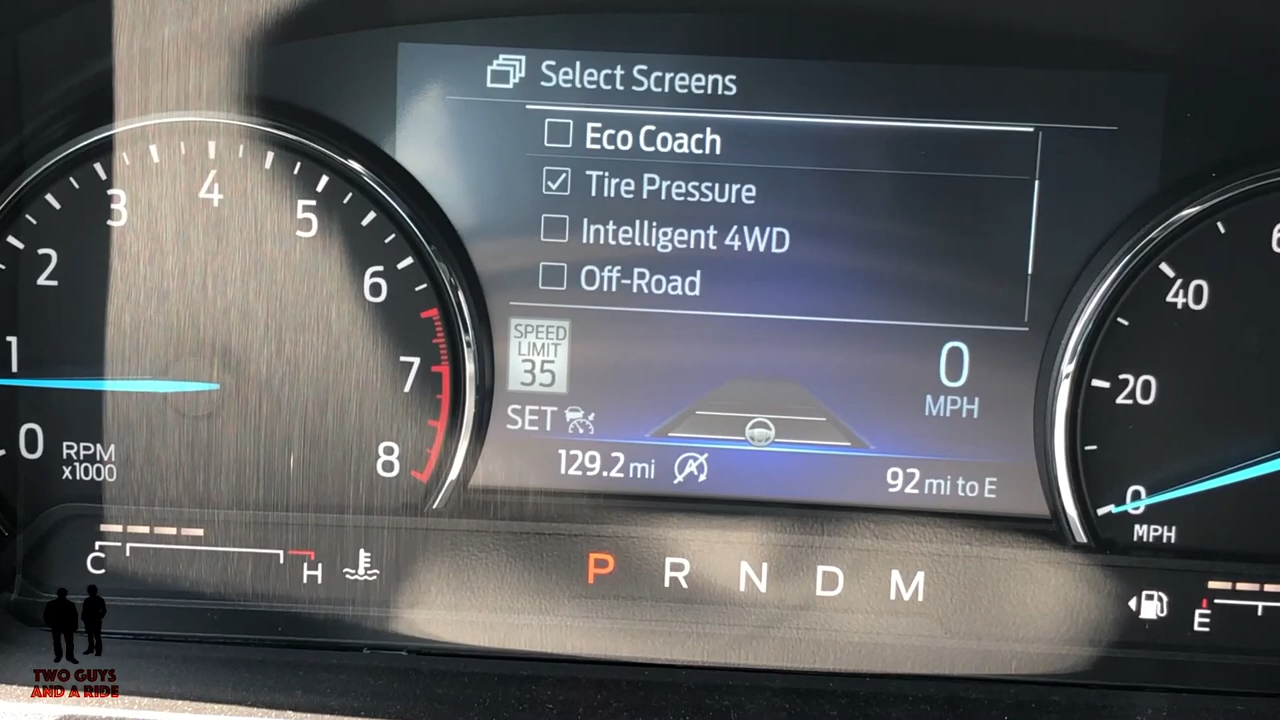 Select Screens
Eco Coach
Tire Pressure
Intelligent 4WD
Off-Road
SPEED
LIMIT
35
SET
0
MPH
129.2 mi
92 mi to E
0
1
2
3
4
5
6
7
8
RPM
x1000
0
20
40
6
MPH
C
H
P R N D M
E
TWO GUYS
AND A RIDE